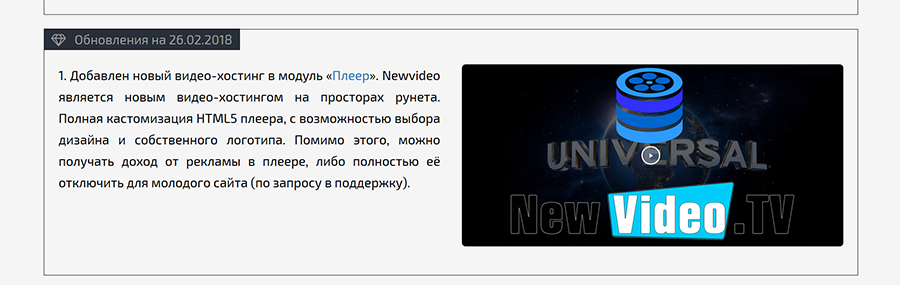 Обновления на 26.02.2018
1. Добавлен новый видео-хостинг в модуль «Плеер». Newvideo
является новым видео-хостингом на просторах рунета.
Полная кастомизация HTML5 плеера, с возможностью выбора
дизайна и собственного логотипа. Помимо этого, можно
получать доход от рекламы в плеере, либо полностью её
отключить для молодого сайта (по запросу в поддержку).
UNIVERSAL
New Video.TV